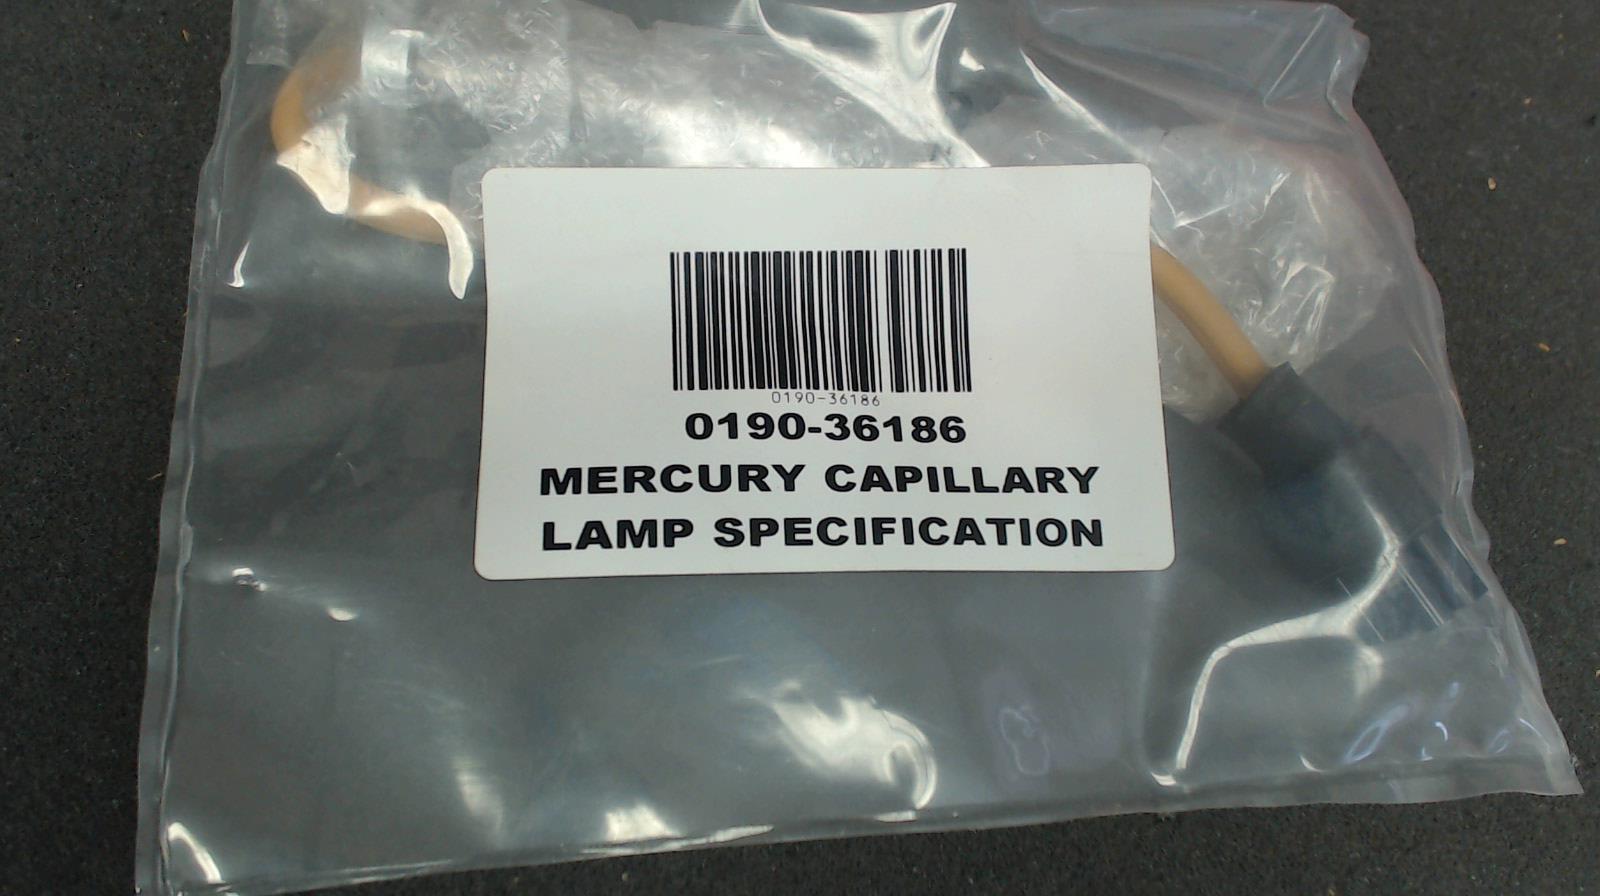 0190-36186
0190-36186
MERCURY CAPILLARY
LAMP SPECIFICATION